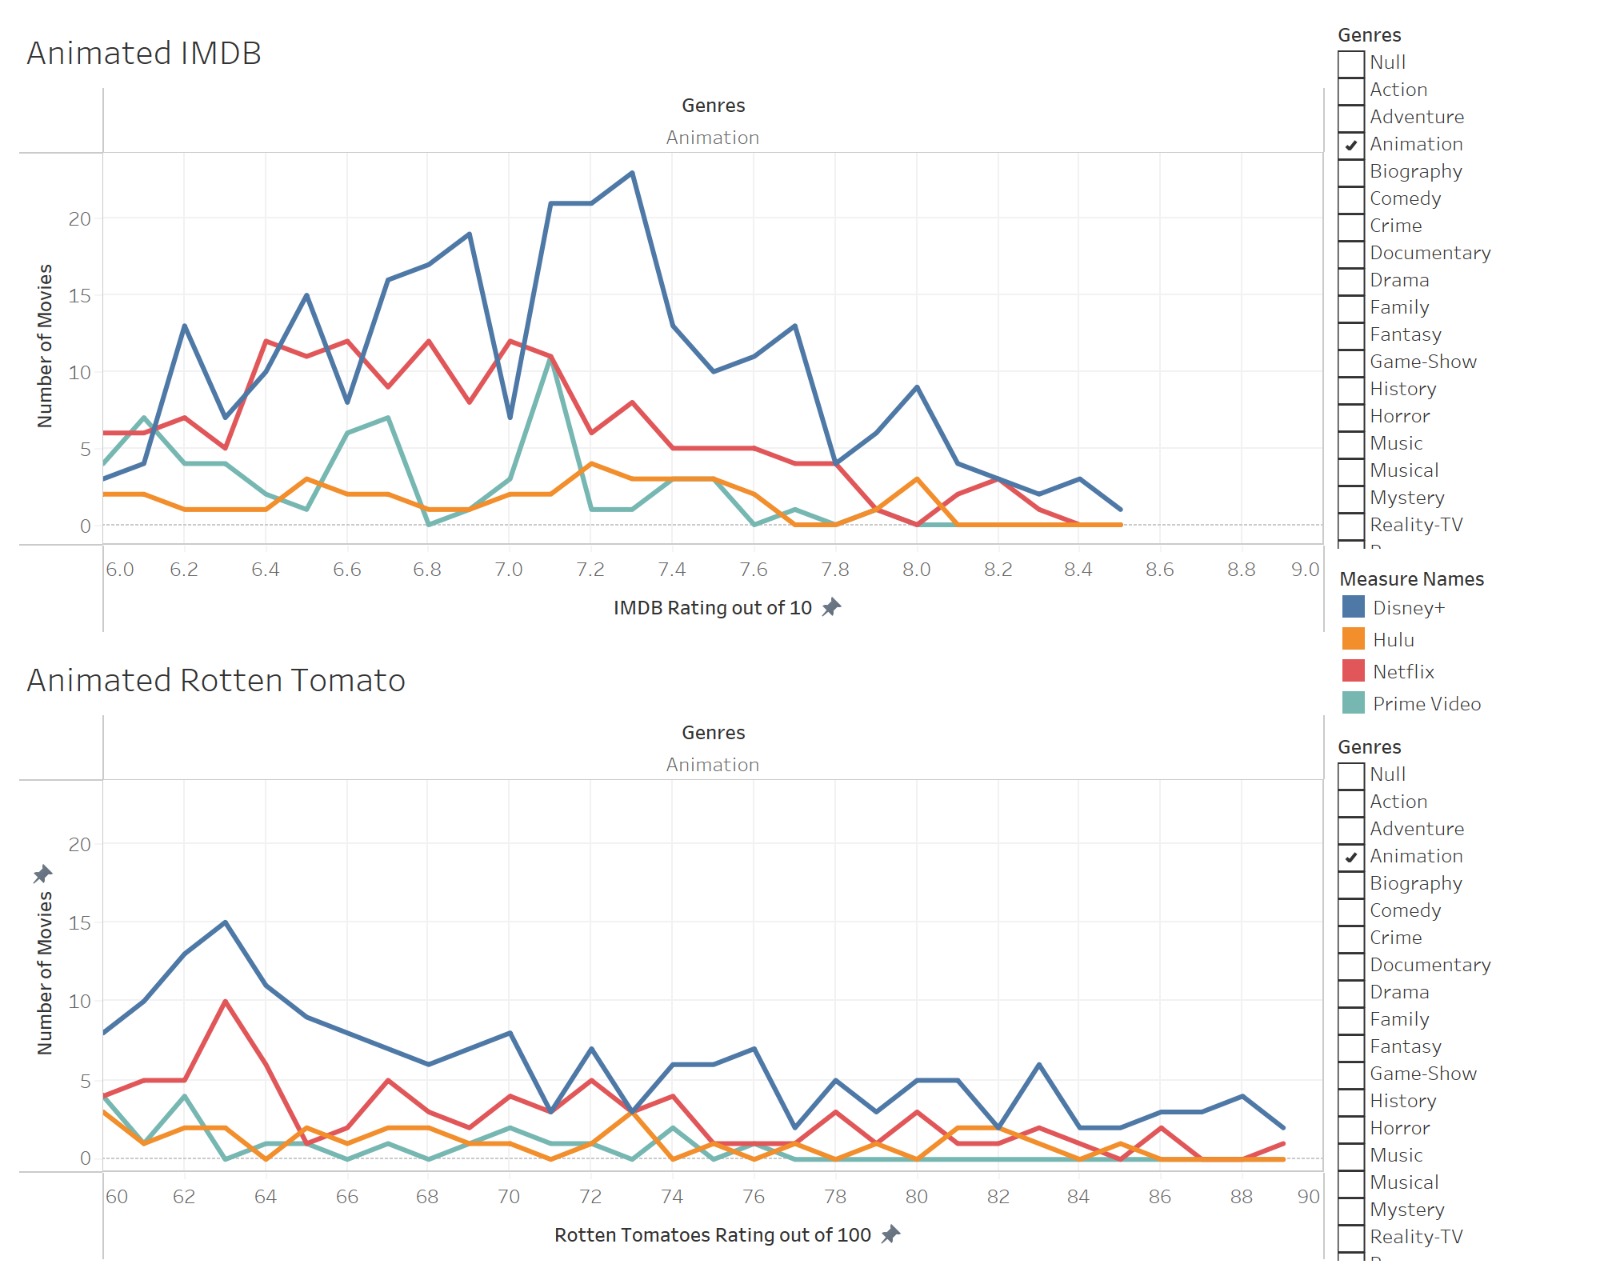 Animated IMDB
Genres
Animation
Number of Movies
20
15
10
5
0
6.0 6.2 6.4 6.6 6.8 7.0 7.2 7.4 7.6 7.8 8.0 8.2 8.4 8.6 8.8 9.0
IMDB Rating out of 10
Genres
Null
Action
Adventure
Animation
Biography
Comedy
Crime
Documentary
Drama
Family
Fantasy
Game-Show
History
Horror
Music
Musical
Mystery
Reality-TV
Measure Names
Disney+
Hulu
Netflix
Prime Video
Animated Rotten Tomato
Genres
Animation
Number of Movies
20
15
10
5
0
60 62 64 66 68 70 72 74 76 78 80 82 84 86 88 90
Rotten Tomatoes Rating out of 100
Genres
Null
Action
Adventure
Animation
Biography
Comedy
Crime
Documentary
Drama
Family
Fantasy
Game-Show
History
Horror
Music
Musical
Mystery
Reality-TV